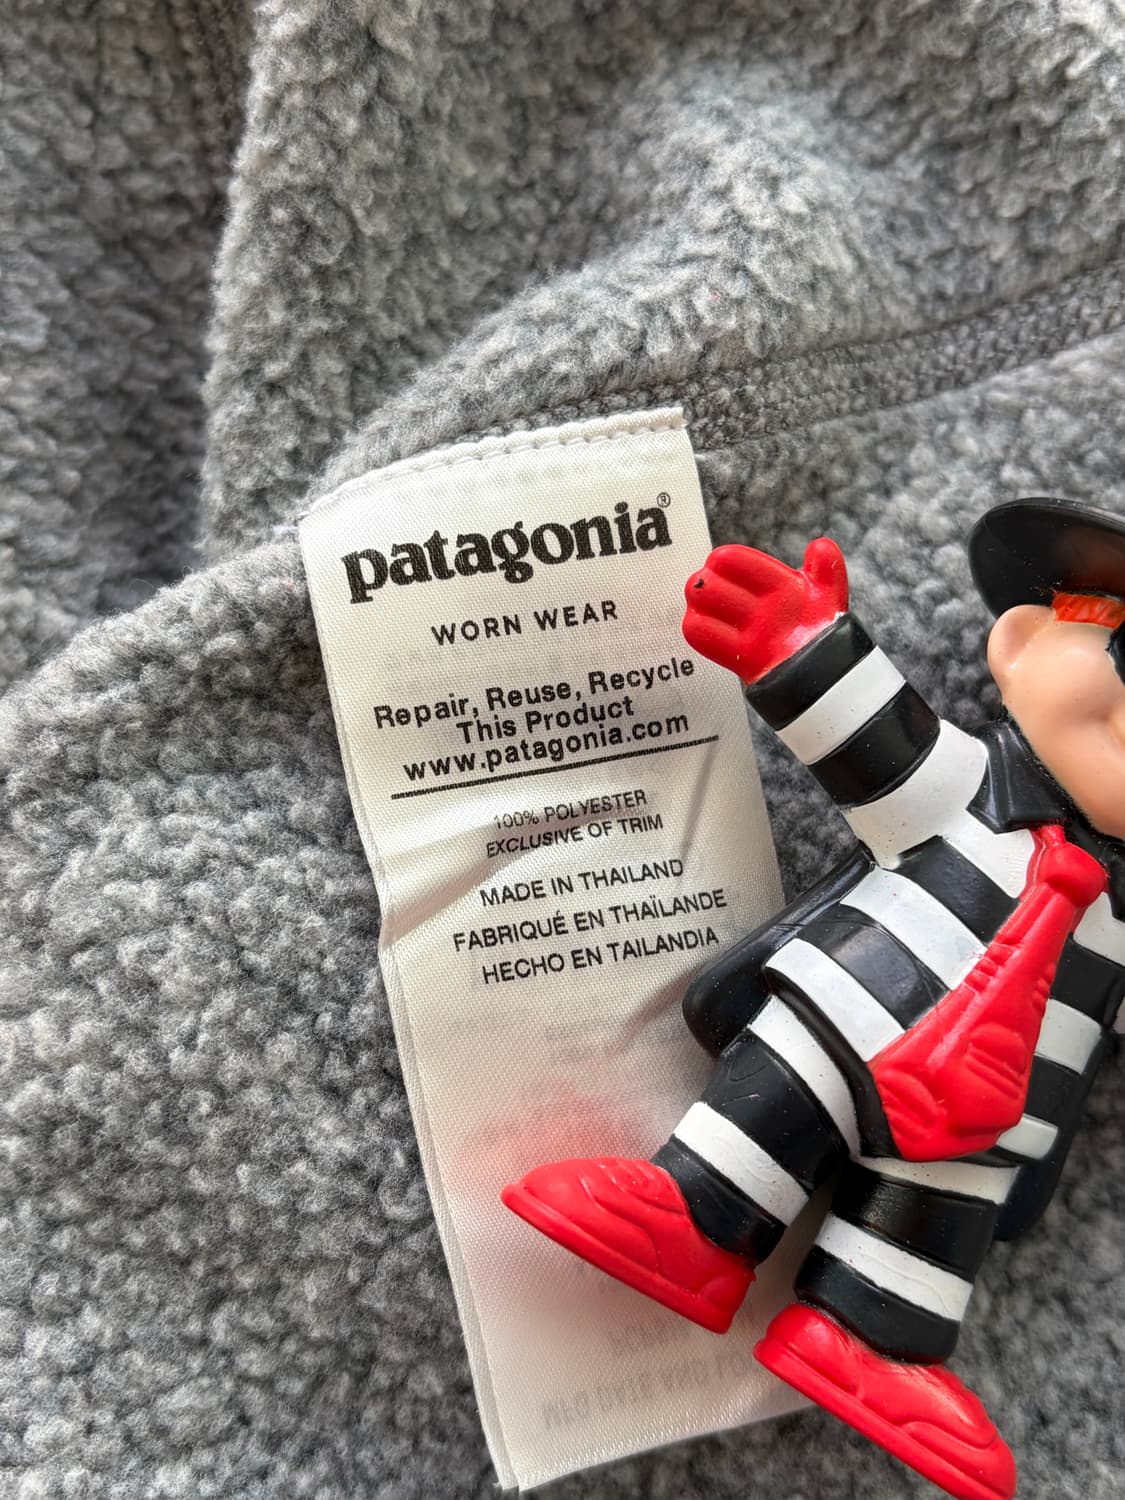 patagonia®
WORN WEAR
Repair, Reuse, Recycle
This Product
www.patagonia.com
100% POLYESTER
EXCLUSIVE OF TRIM
MADE IN THAILAND
FABRIQUÉ EN THAÏLANDE
HECHO EN TAILANDIA